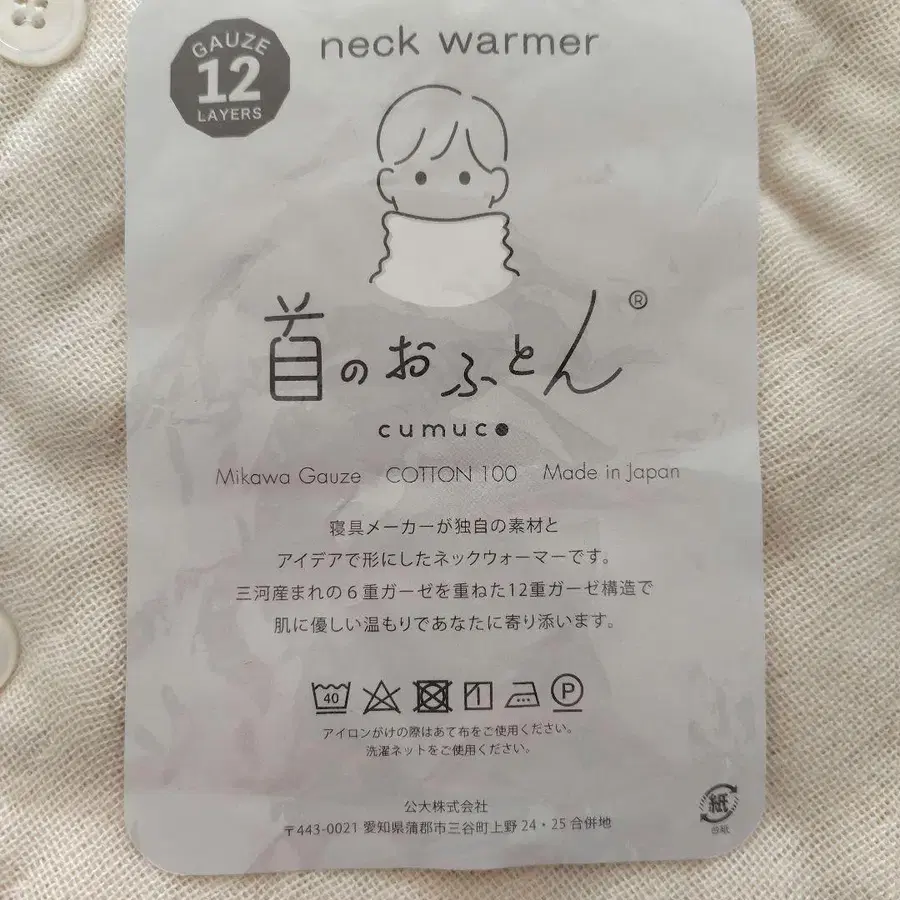 GAUZE
12
LAYERS
neck warmer
首のおふとん®
cumuco
Mikawa Gauze COTTON 100 Made in Japan
寝具メーカーが独自の素材と
アイデアで形にしたネックウォーマーです。
三河産まれの６重ガーゼを重ねた12重ガーゼ構造で
肌に優しい温もりであなたに寄り添います。
40
P
アイロンがけの際はあて布をご使用ください。
洗濯ネットをご使用ください。
公大株式会社
〒443-0021 愛知県蒲郡市三谷町上野 24・25 合併地
紙
台紙